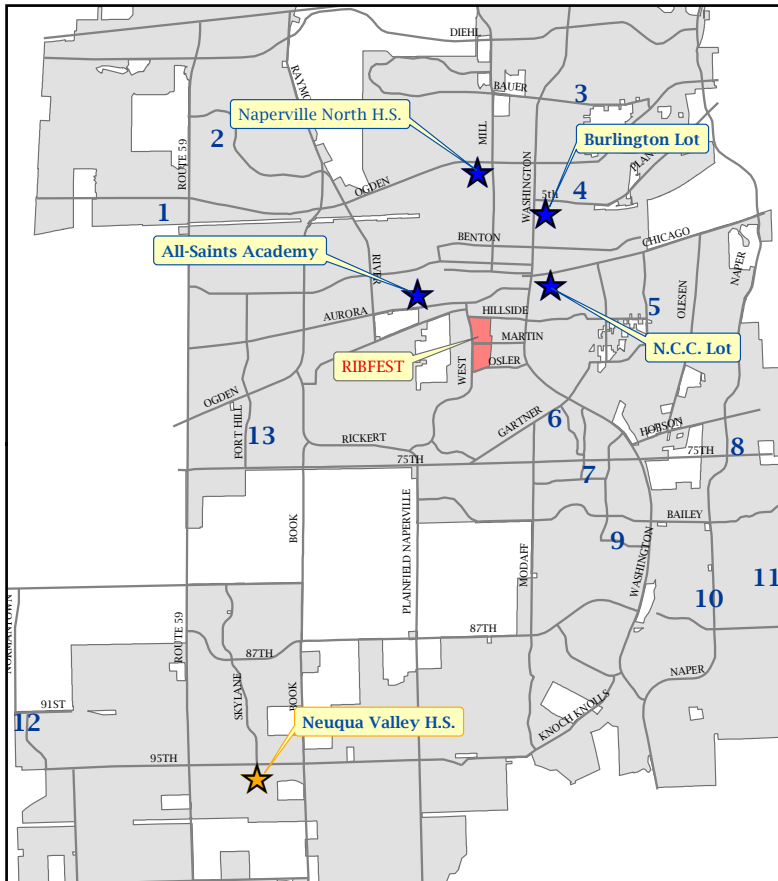 DIEHL
RAYMO
BAUER
3
Naperville North H.S.
2
MILL
Burlington Lot
ROUTE 59
PLAN
OGDEN
WASHINGTON
5th
4
1
BENTON
CHICAGO
All-Saints Academy
RIVER
NAPER
OLESEN
AURORA
HILLSIDE
5
MARTIN
N.C.C. Lot
RIBFEST
WEST
OSLER
OGDEN
FORT HILL
GARTNER
6
HOBSON
13
RICKERT
8
75TH
75TH
7
BOOK
PLAINFIELD NAPERVILLE
BAILEY
MODAFF
9
WASHINGTON
10
11
NORMANTOWN
ROUTE 59
87TH
87TH
SKYLANE
BOOK
NAPER
91ST
12
Neuqua Valley H.S.
KNOCH KNOLLS
95TH